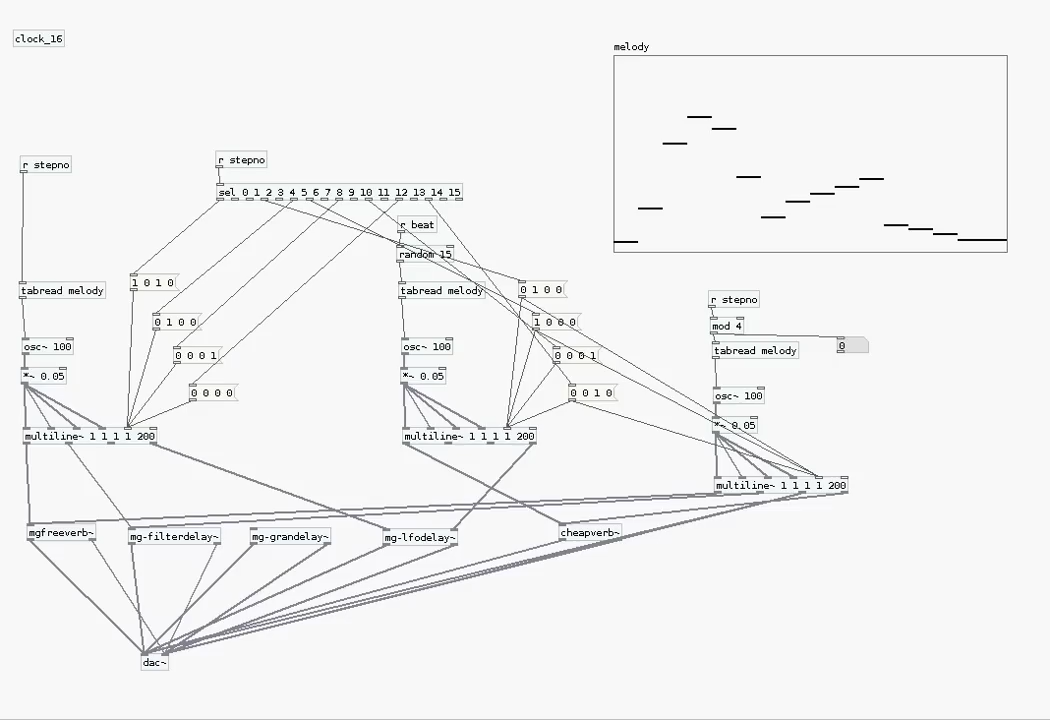 clock_16
melody
r stepno
r stepno
sel 0 1 2 3 4 5 6 7 8 9 10 11 12 13 14 15
r beat
random 15
1 0 1 0
tabread melody
tabread melody
0 1 0 0
r stepno
0 1 0 0
1 0 0 0
mod 4
osc~ 100
osc~ 100
0
0 0 0 1
0 0 0 1
tabread melody
*~ 0.05
*~ 0.05
0 0 0 0
0 0 1 0
osc~ 100
*~ 0.05
multiline~ 1 1 1 1 200
multiline~ 1 1 1 1 200
multiline~ 1 1 1 1 200
mgfreeverb~
mg-filterdelay~
mg-grandelay~
mg-lfodelay~
cheapverb~
dac~